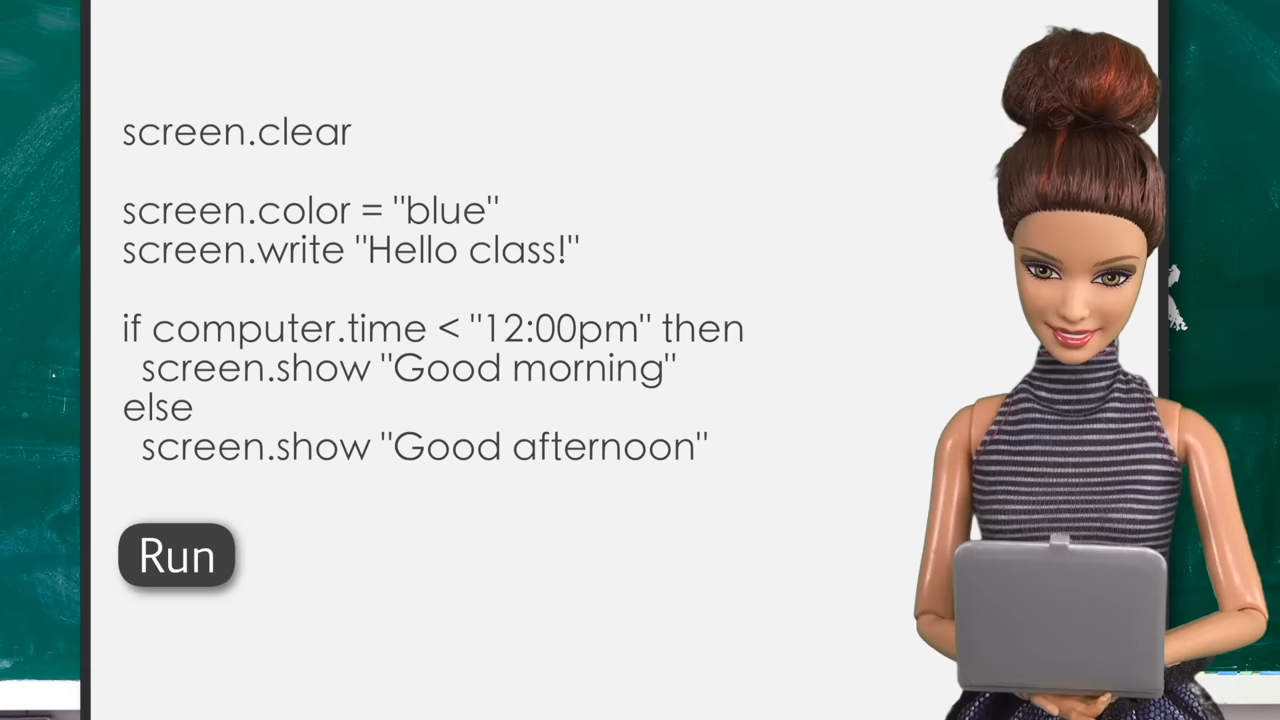 screen.clear
screen.color = "blue"
screen.write "Hello class!"
if computer.time < "12:00pm" then
screen.show "Good morning"
else
screen.show "Good afternoon"
Run